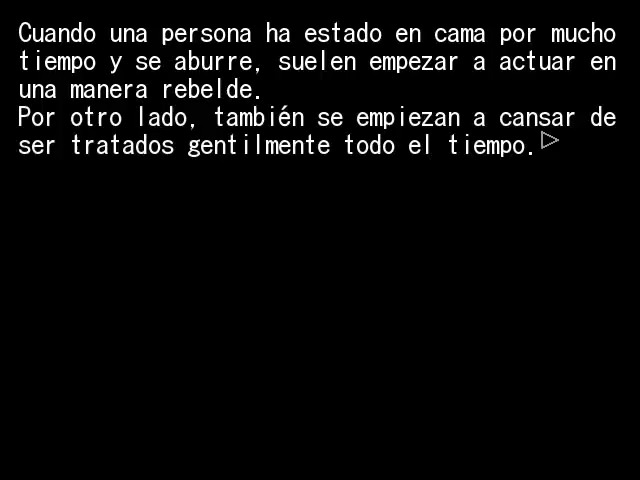 Cuando una persona ha estado en cama por mucho
tiempo y se aburre, suelen empezar a actuar en
una manera rebelde.
Por otro lado, también se empiezan a cansar de
ser tratados gentilmente todo el tiempo.